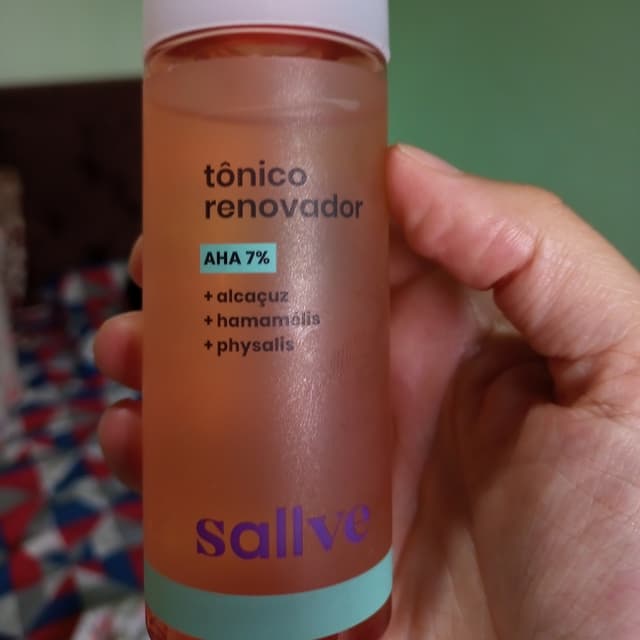 tônico
renovador
AHA 7%
+ alcaçuz
+ hamamélis
+ physalis
sallve